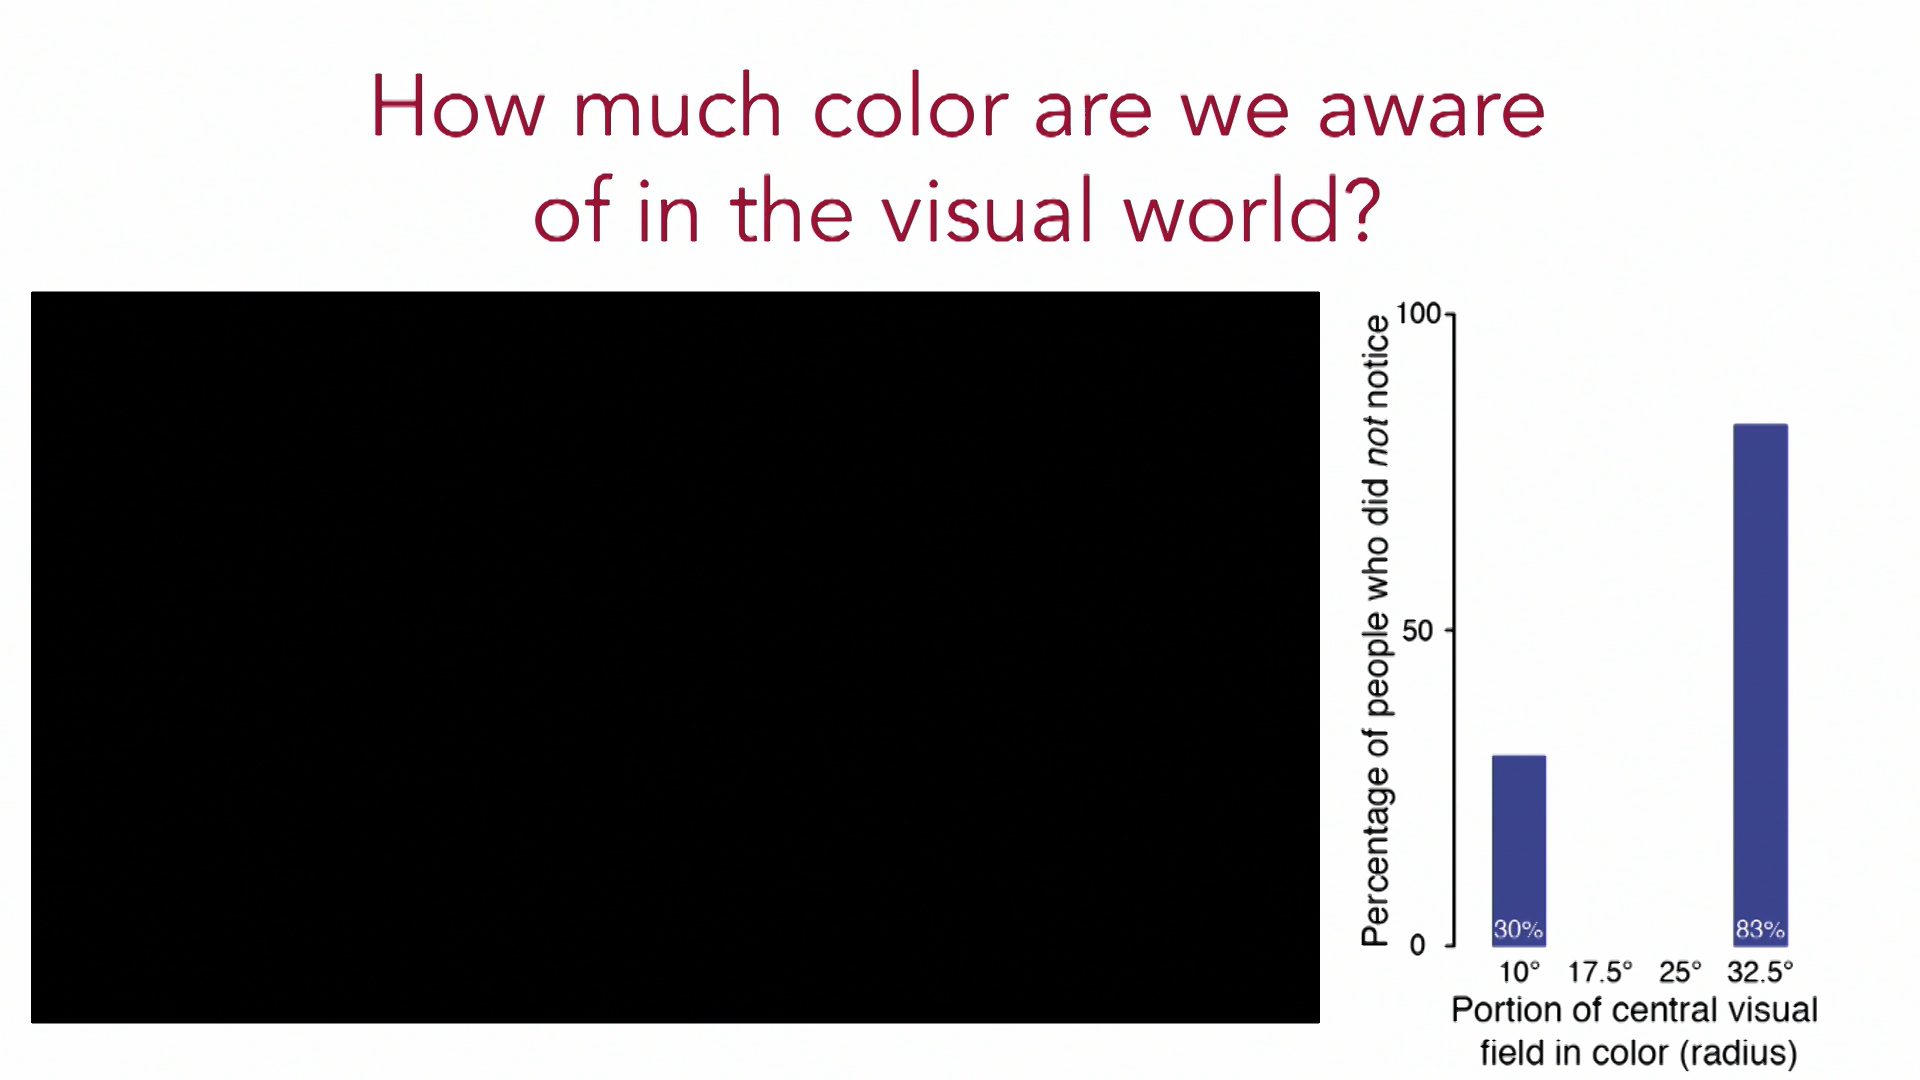 How much color are we aware
of in the visual world?
Percentage of people who did not notice
100
50
0
30%
83%
10° 17.5° 25° 32.5°
Portion of central visual
field in color (radius)